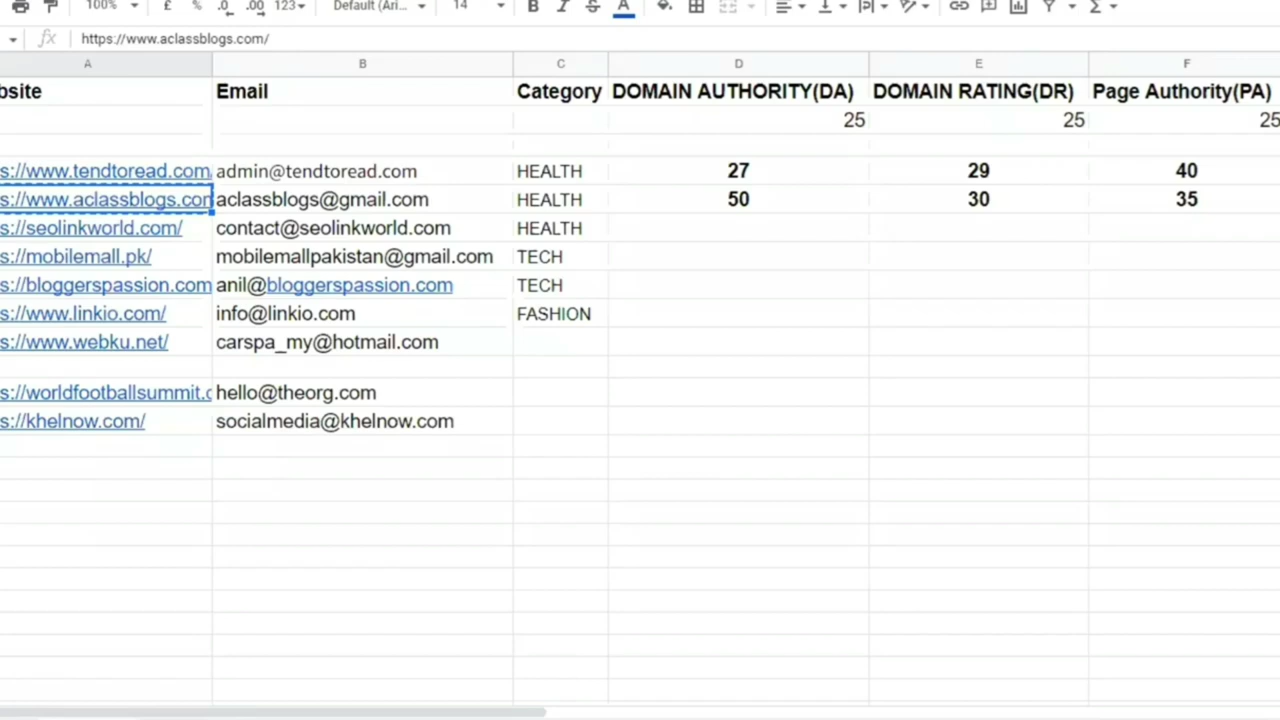 100% £ % .0 .00 123 Default (Ari... 14 B I S A
fx https://www.aclassblogs.com/
A B C D E F
bsite Email Category DOMAIN AUTHORITY(DA) DOMAIN RATING(DR) Page Authority(PA)
25 25 25
s://www.tendtoread.com/ admin@tendtoread.com HEALTH 27 29 40
s://www.aclassblogs.com aclassblogs@gmail.com HEALTH 50 30 35
s://seolinkworld.com/ contact@seolinkworld.com HEALTH
s://mobilemall.pk/ mobilemallpakistan@gmail.com TECH
s://bloggerspassion.com anil@bloggerspassion.com TECH
s://www.linkio.com/ info@linkio.com FASHION
s://www.webku.net/ carspa_my@hotmail.com
s://worldfootballsummit.c hello@theorg.com
s://khelnow.com/ socialmedia@khelnow.com